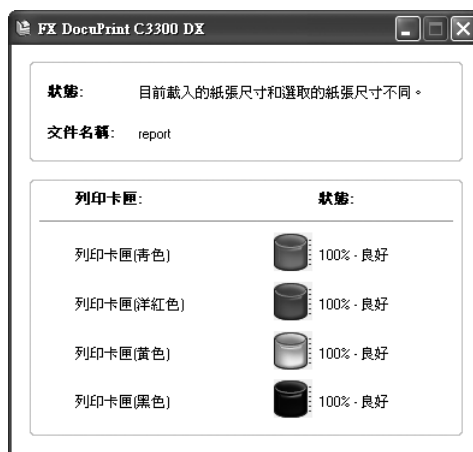 FX DocuPrint C3300 DX
狀態: 目前載入的紙張尺寸和選取的紙張尺寸不同。
文件名稱: report
列印卡匣: 狀態:
列印卡匣(青色) 100% - 良好
列印卡匣(洋紅色) 100% - 良好
列印卡匣(黃色) 100% - 良好
列印卡匣(黑色) 100% - 良好